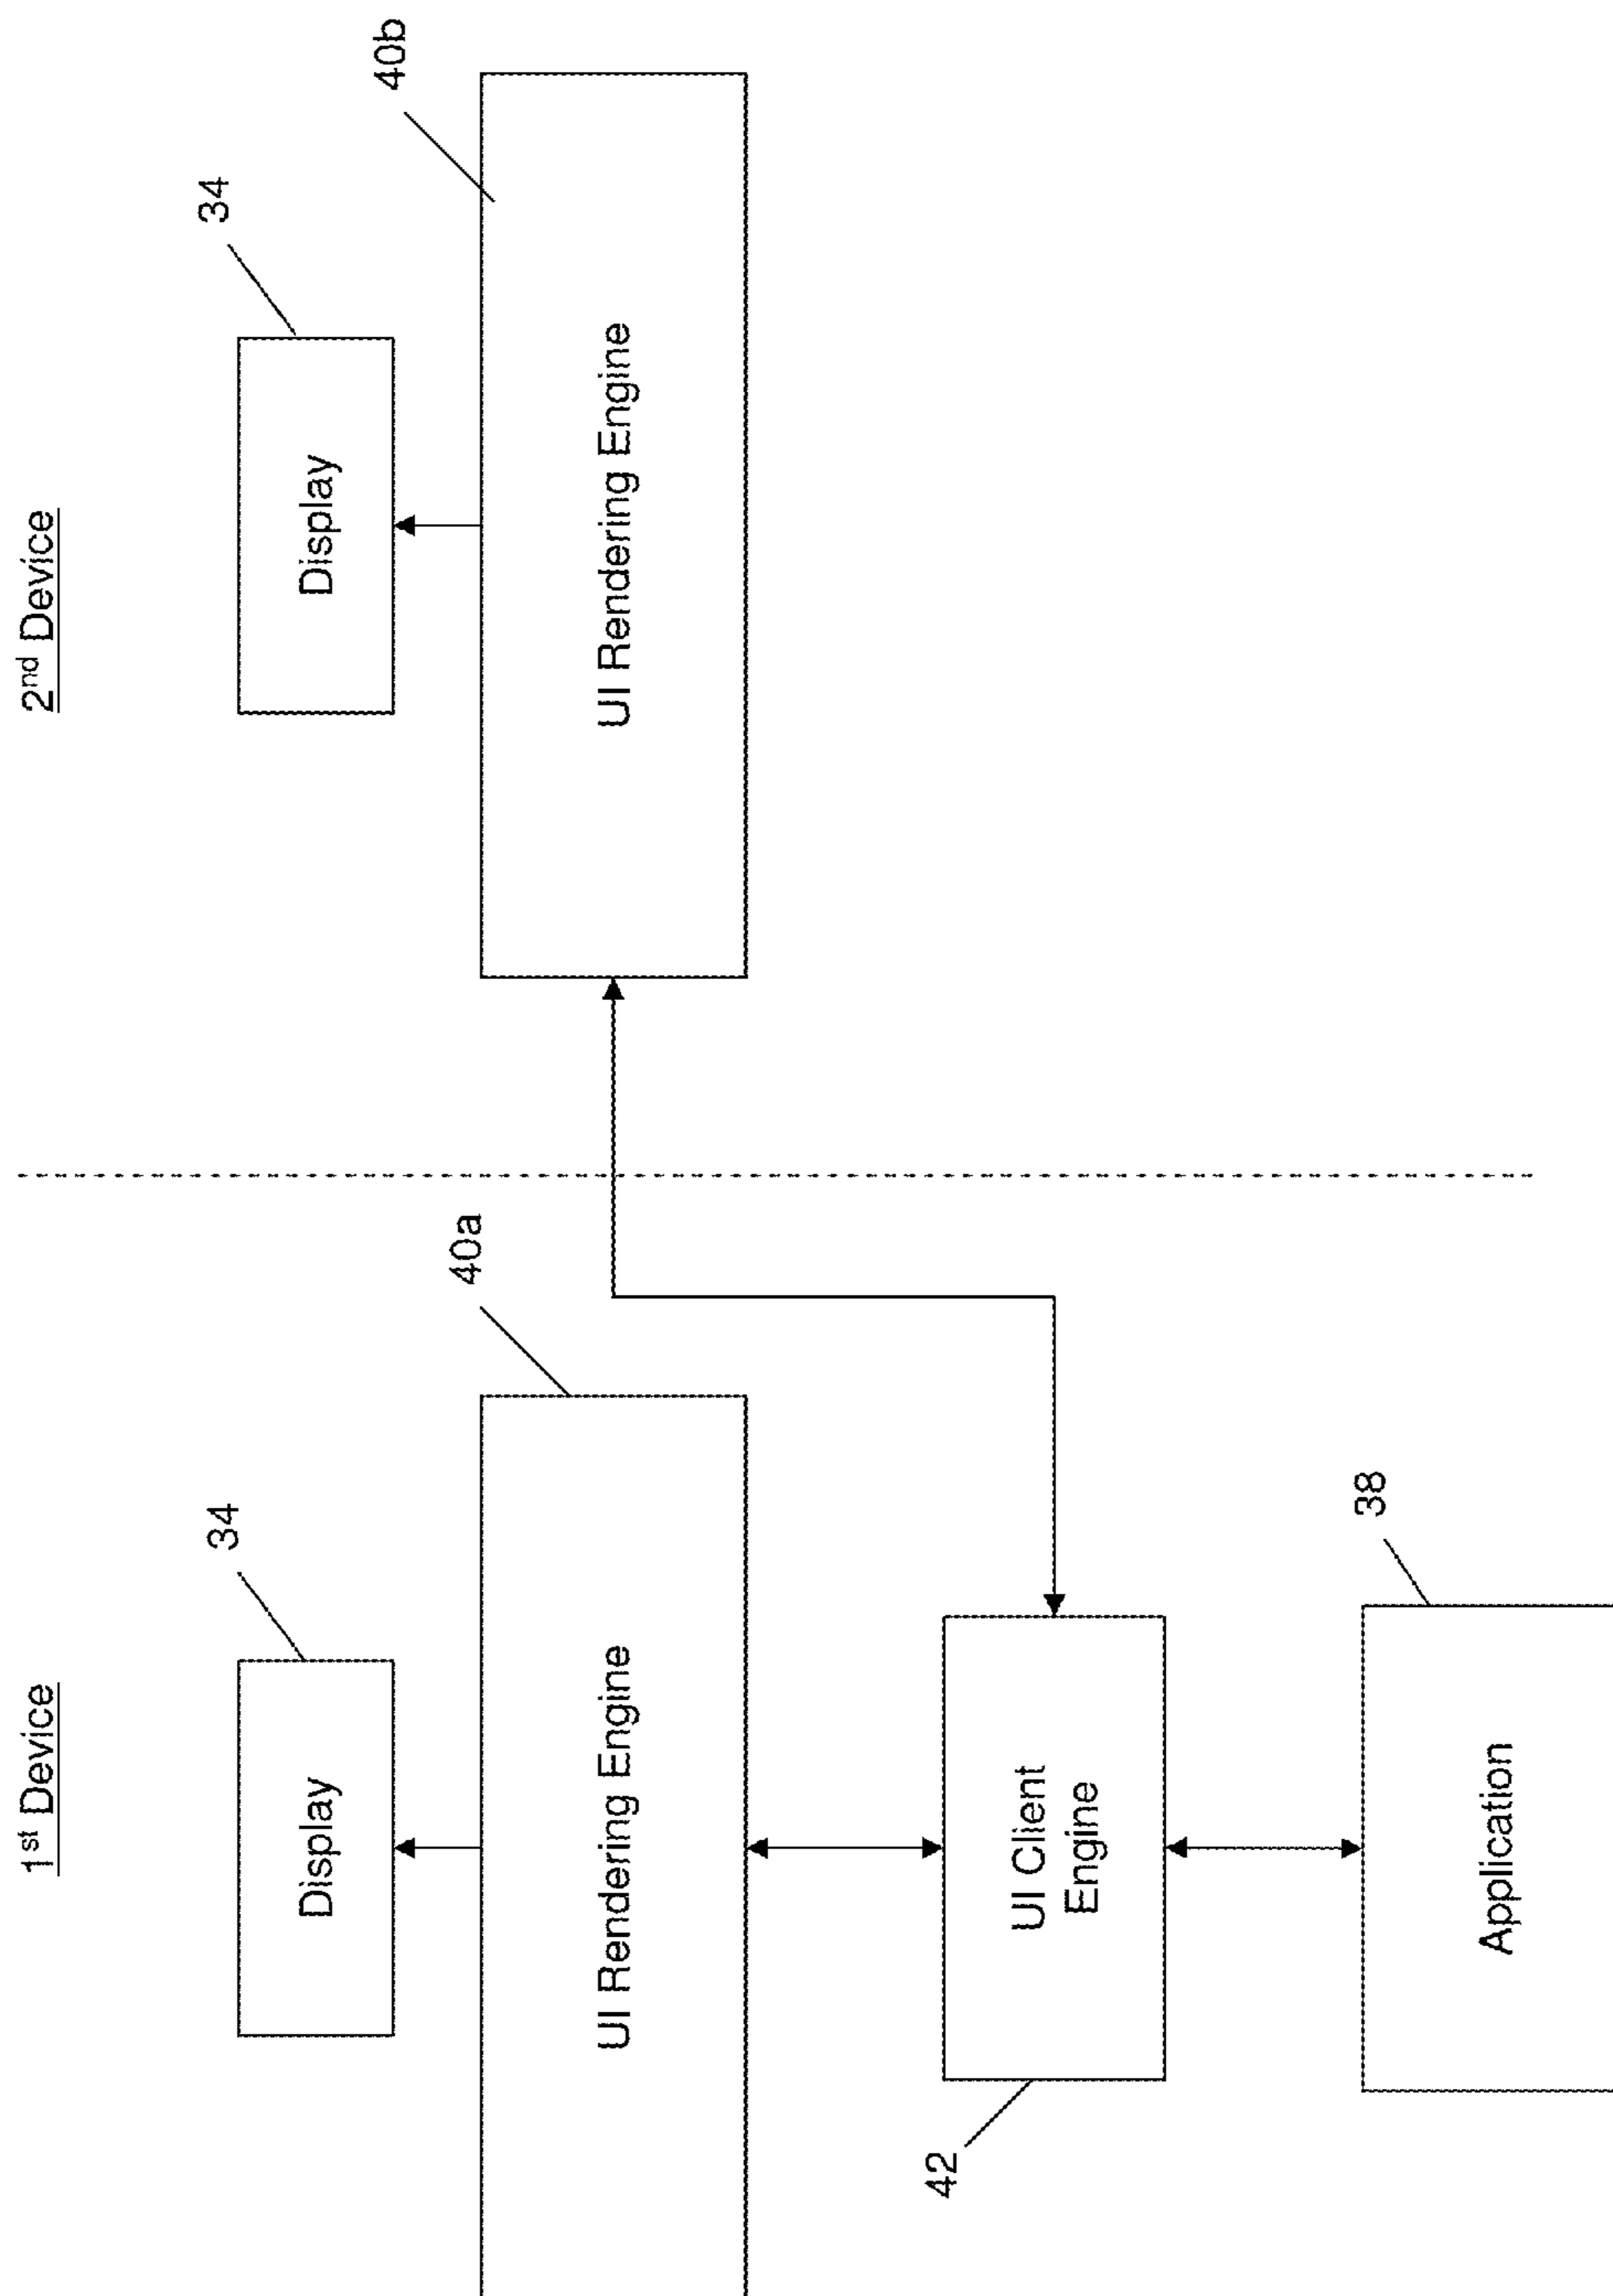 1st Device
34
Display
40a
UI Rendering Engine
42
UI Client
Engine
38
Application
2nd Device
34
Display
40b
UI Rendering Engine